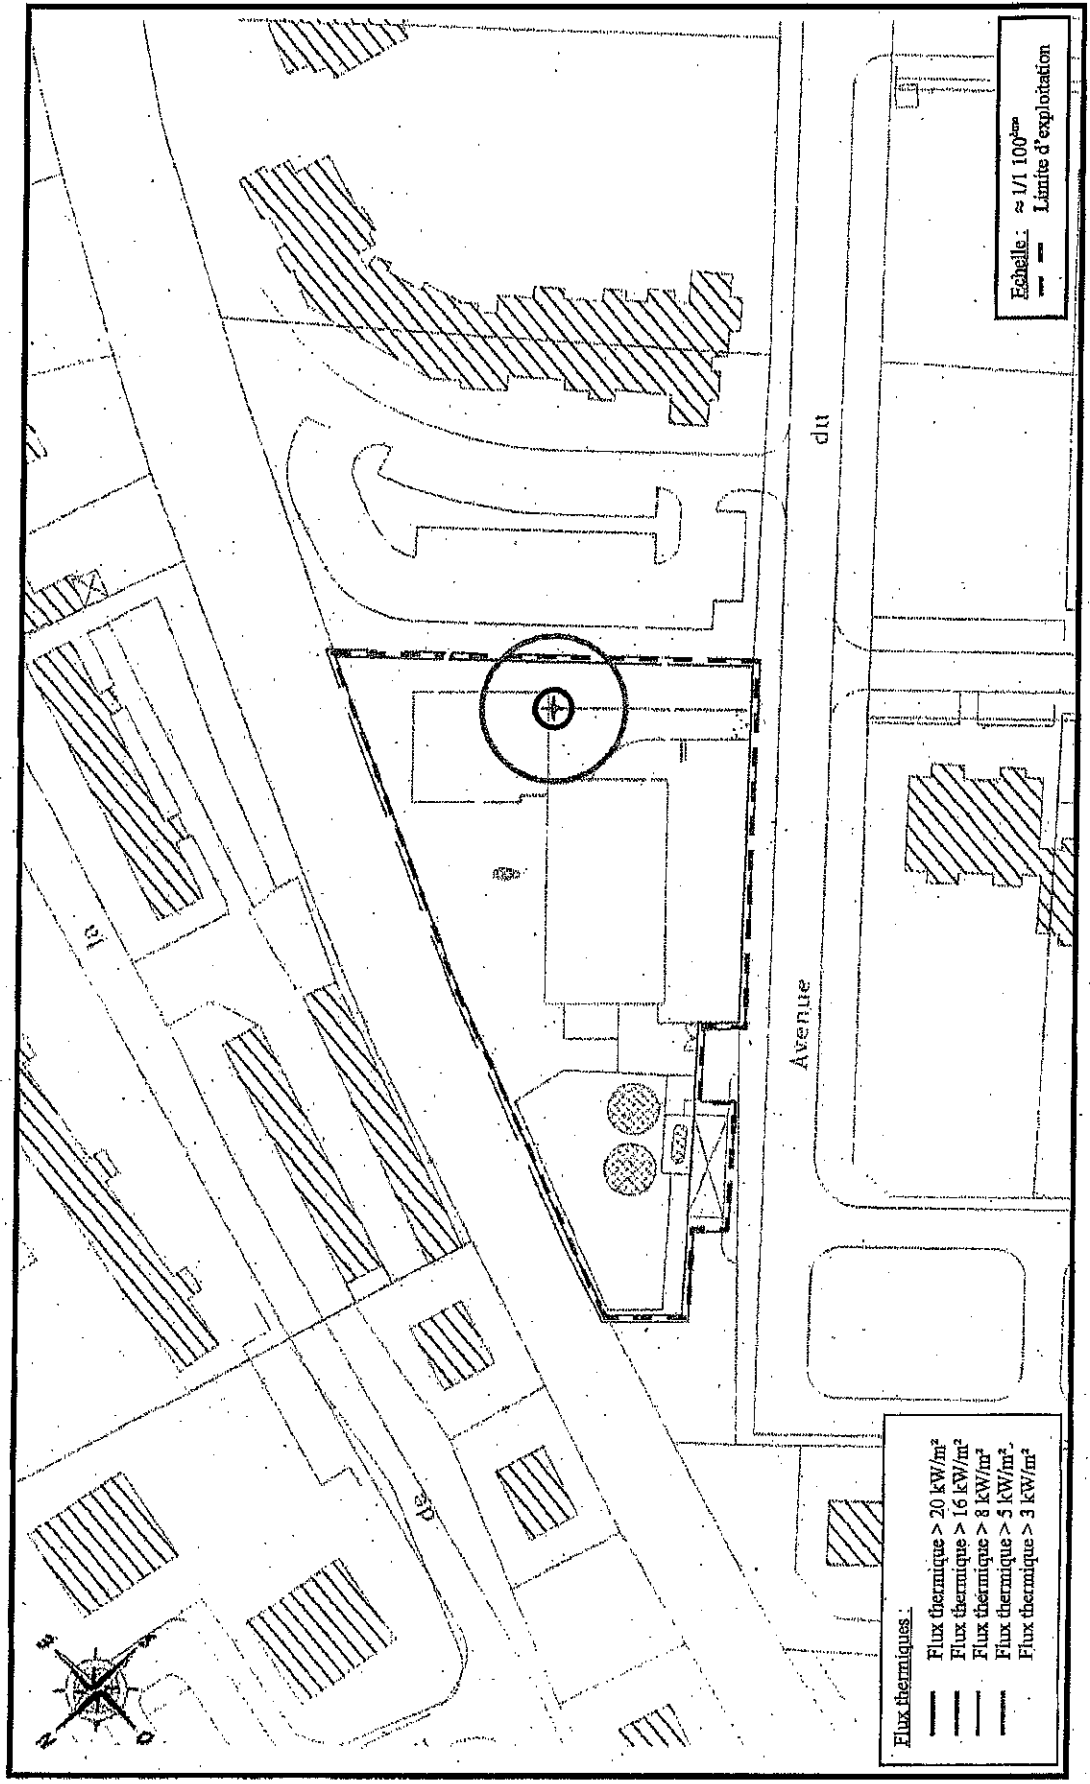 Echelle : ≈ 1/1 100ème
Limite d'exploitation
du
Avenue
la
de
N
E
S
O
Flux thermiques :
Flux thermique > 20 kW/m²
Flux thermique > 16 kW/m²
Flux thermique > 8 kW/m²
Flux thermique > 5 kW/m²
Flux thermique > 3 kW/m²